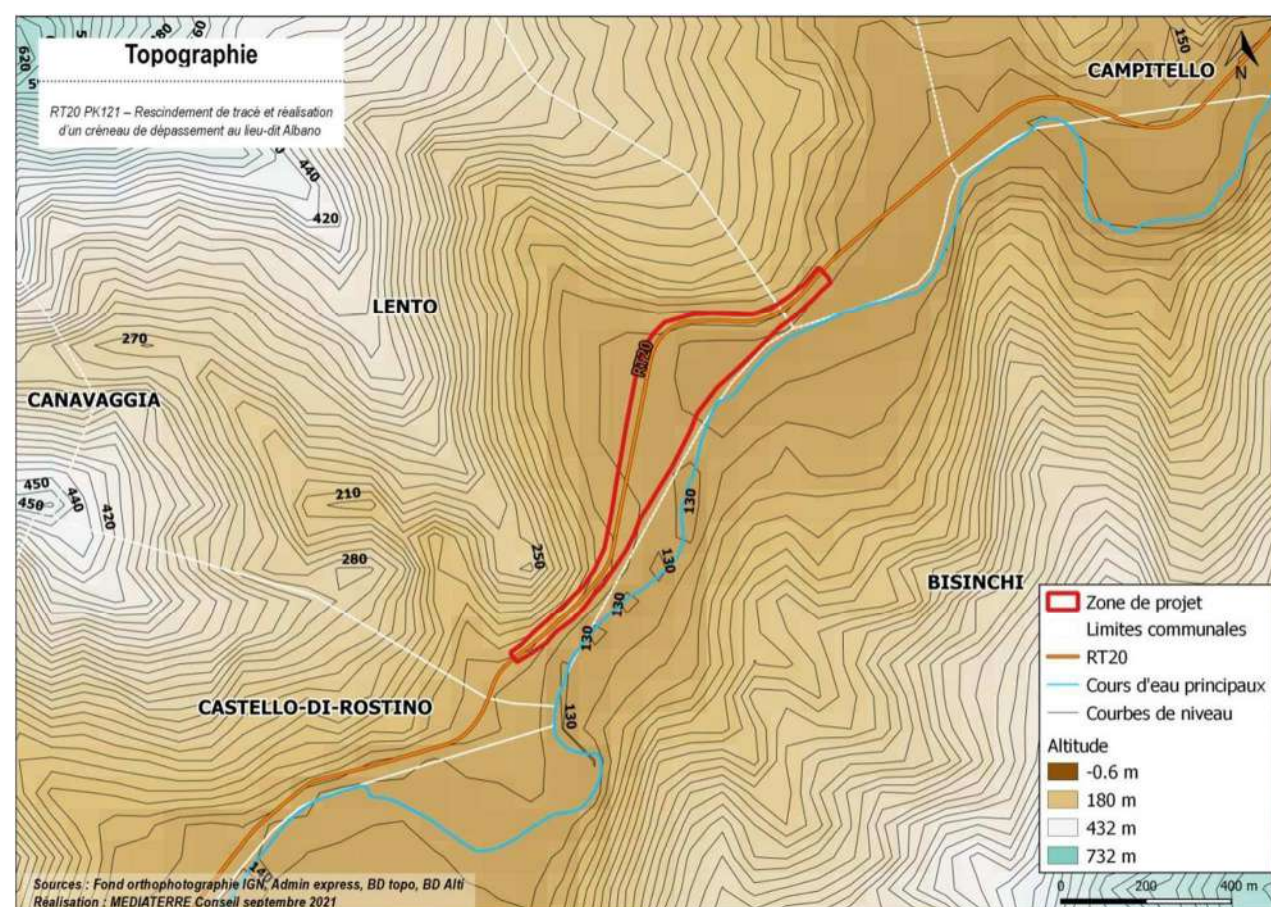 Topographie
RT20 PK121 – Rescindement de tracé et réalisation
d'un créneau de dépassement au lieu-dit Albano
620
60
440
420
150
CAMPITELLO
N
LENTO
270
RT20
CANAVAGGIA
450
450
440
420
210
280
250
130
130
130
130
130
BISINCHI
CASTELLO-DI-ROSTINO
140
Zone de projet
Limites communales
RT20
Cours d'eau principaux
Courbes de niveau
Altitude
-0.6 m
180 m
432 m
732 m
0 200 400 m
Sources : Fond orthophotographie IGN, Admin express, BD topo, BD Alti
Réalisation : MEDIATERRE Conseil septembre 2021